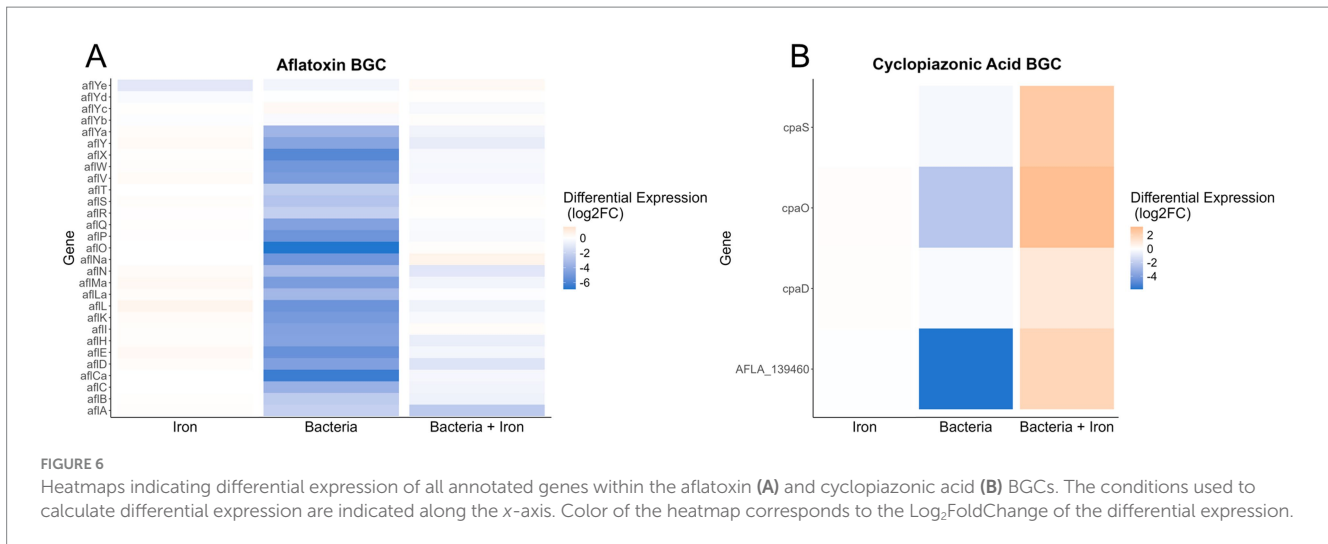 A
Aflatoxin BGC
aflYe
aflYd
aflYc
aflYb
aflYa
aflY
aflX
aflW
aflV
aflT
aflS
aflR
aflQ
aflP
aflO
aflNa
aflN
aflMa
aflLa
aflL
aflK
aflI
aflH
aflE
aflD
aflCa
aflC
aflB
aflA
Gene
Iron
Bacteria
Bacteria + Iron
Differential Expression
(log2FC)
0
-2
-4
-6
B
Cyclopiazonic Acid BGC
cpaS
cpaO
cpaD
AFLA_139460
Gene
Iron
Bacteria
Bacteria + Iron
Differential Expression
(log2FC)
2
0
-2
-4
FIGURE 6
Heatmaps indicating differential expression of all annotated genes within the aflatoxin (A) and cyclopiazonic acid (B) BGCs. The conditions used to
calculate differential expression are indicated along the x-axis. Color of the heatmap corresponds to the Log₂FoldChange of the differential expression.